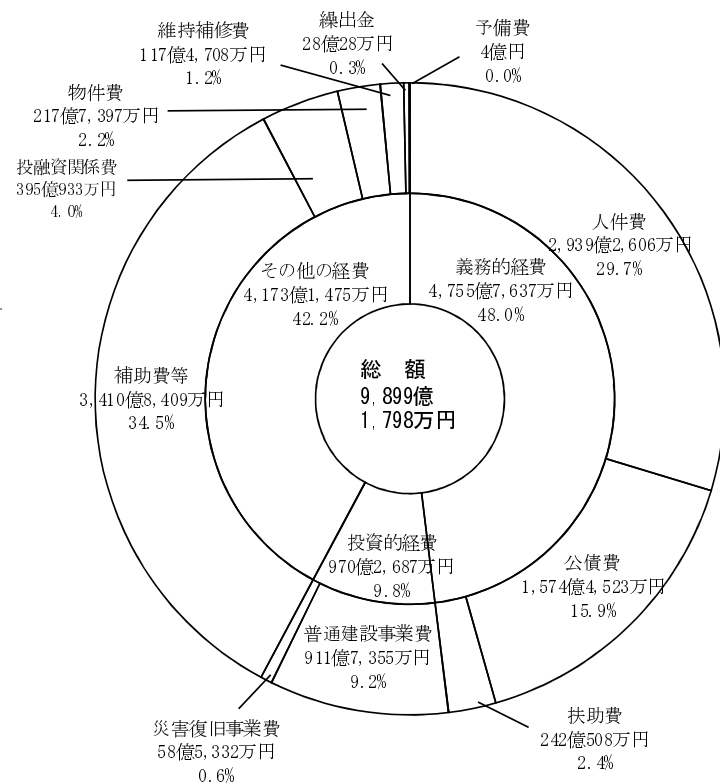 維持補修費
117億4,708万円
1.2%
繰出金
28億28万円
0.3%
予備費
4億円
0.0%
物件費
217億7,397万円
2.2%
投融資関係費
395億933万円
4.0%
人件費
2,939億2,606万円
29.7%
その他の経費
4,173億1,475万円
42.2%
義務的経費
4,755億7,637万円
48.0%
総　額
9,899億
1,798万円
補助費等
3,410億8,409万円
34.5%
投資的経費
970億2,687万円
9.8%
公債費
1,574億4,523万円
15.9%
普通建設事業費
911億7,355万円
9.2%
災害復旧事業費
58億5,332万円
0.6%
扶助費
242億508万円
2.4%